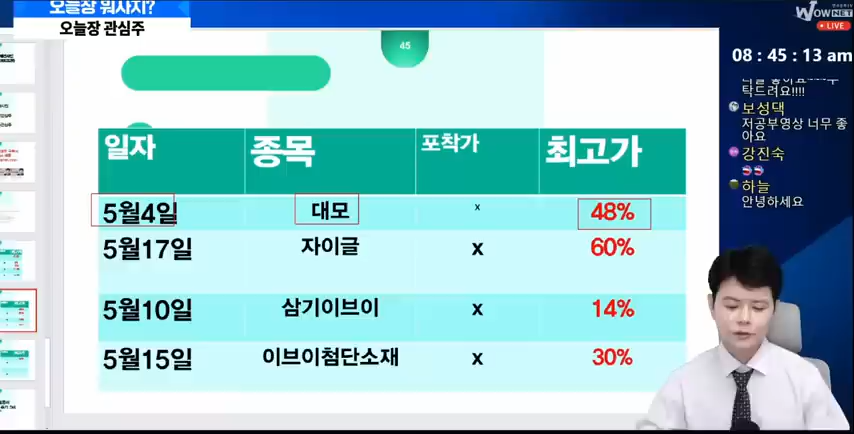 오늘장 뭐사지?
오늘장 관심주
WOWNET
LIVE
08 : 45 : 13 am
45
일자 종목 포착가 최고가
5월4일 대모 x 48%
5월17일 자이글 x 60%
5월10일 삼기이브이 x 14%
5월15일 이브이첨단소재 x 30%
탁드려요!!!!
보성댁
저공부영상 너무 좋
아요
강진숙
하늘
안녕하세요